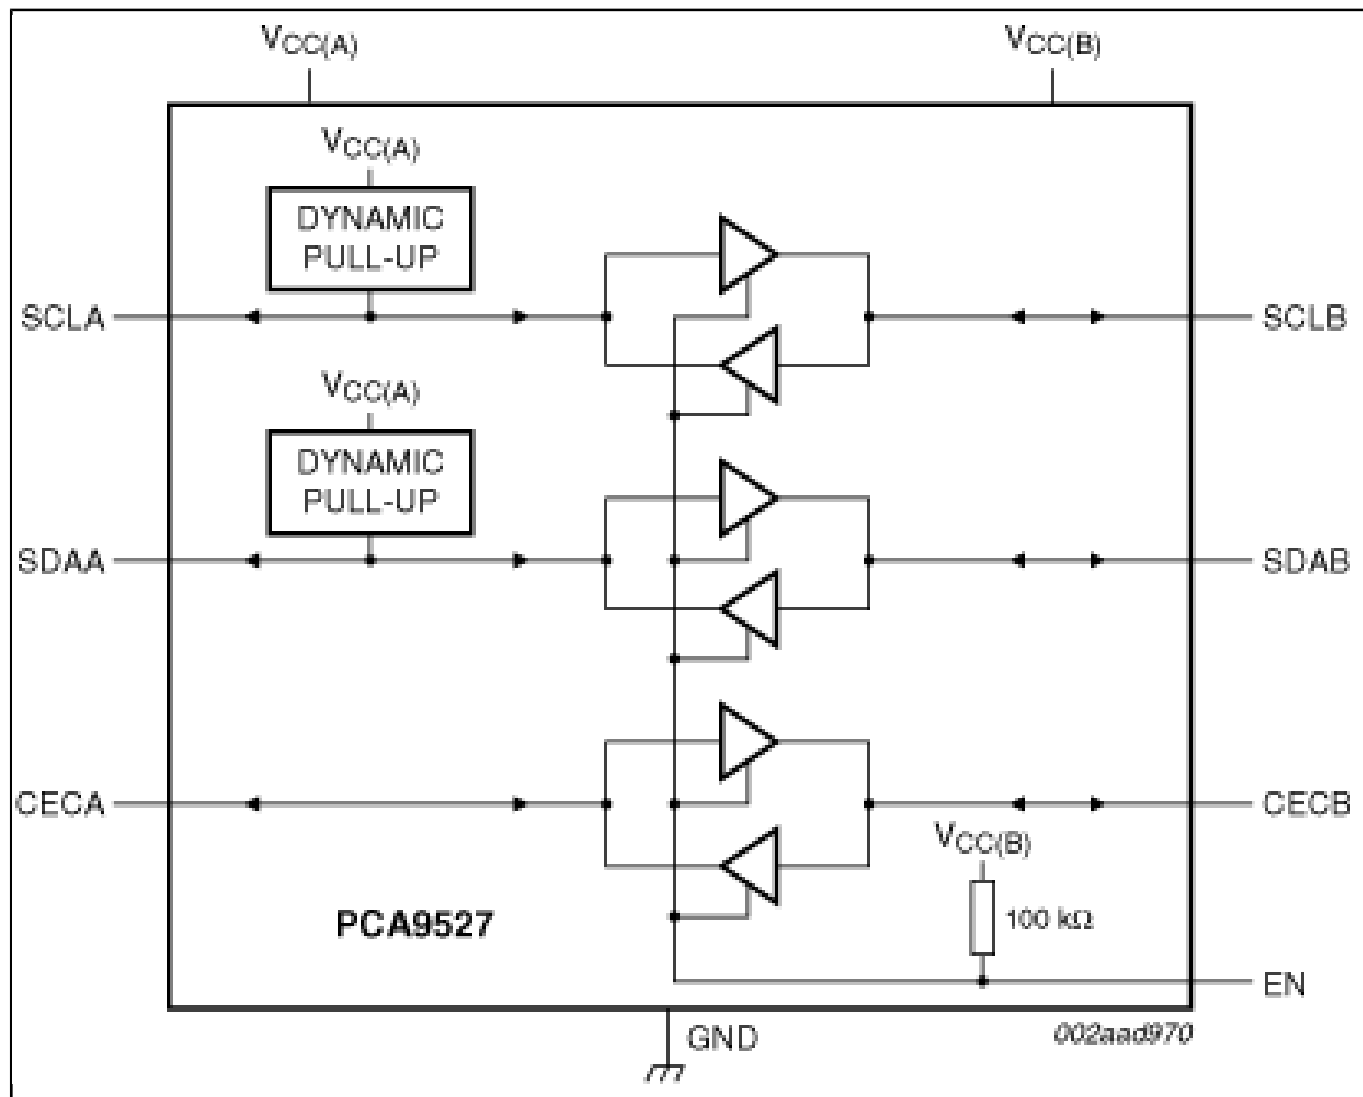 VCC(A)
VCC(B)
VCC(A)
DYNAMIC
PULL-UP
SCLA
SCLB
VCC(A)
DYNAMIC
PULL-UP
SDAA
SDAB
CECA
CECB
VCC(B)
100 kΩ
PCA9527
EN
GND
002aad970